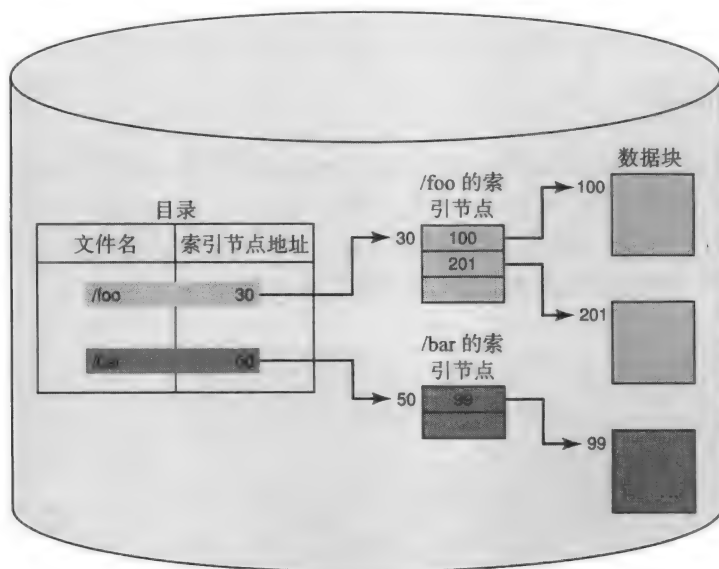 数据块
/foo 的索
引节点
100
目录
文件名 索引节点地址
30
100
201
/foo 30
201
/bar 的索
引节点
/bar
50
99
99